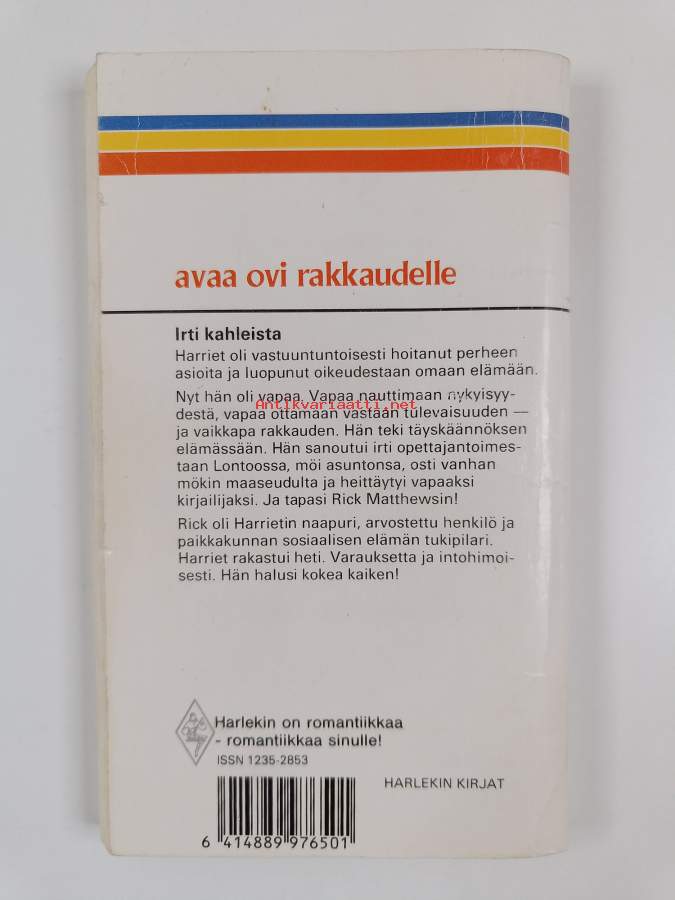 avaa ovi rakkaudelle
Irti kahleista
Harriet oli vastuuntuntoisesti hoitanut perheen
asioita ja luopunut oikeudestaan omaan elämään.
Nyt hän oli vapaa. Vapaa nauttimaan nykyisyy-
Antikvariaatti.net
destä, vapaa ottamaan vastaan tulevaisuuden —
ja vaikkapa rakkauden. Hän teki täyskäännöksen
elämässään. Hän sanoutui irti opettajantoimes-
taan Lontoossa, möi asuntonsa, osti vanhan
mökin maaseudulta ja heittäytyi vapaaksi
kirjailijaksi. Ja tapasi Rick Matthewsin!
Rick oli Harrietin naapuri, arvostettu henkilö ja
paikkakunnan sosiaalisen elämän tukipilari.
Harriet rakastui heti. Varauksetta ja intohimoi-
sesti. Hän halusi kokea kaiken!
Harlekin on romantiikkaa
- romantiikkaa sinulle!
ISSN 1235-2853
HARLEKIN KIRJAT
6 414889 976501